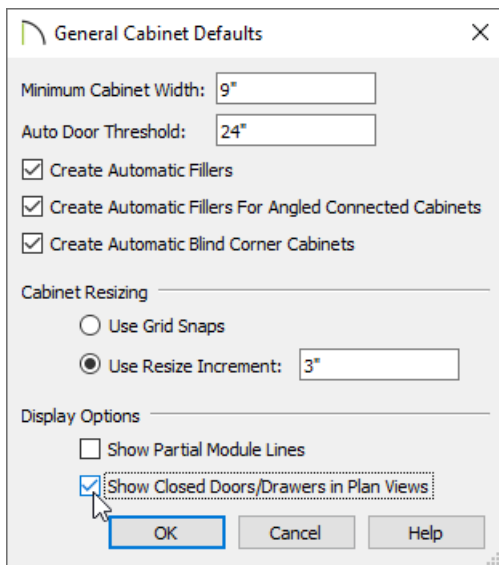 General Cabinet Defaults
Minimum Cabinet Width: 9"
Auto Door Threshold: 24"
Create Automatic Fillers
Create Automatic Fillers For Angled Connected Cabinets
Create Automatic Blind Corner Cabinets
Cabinet Resizing
Use Grid Snaps
Use Resize Increment: 3"
Display Options
Show Partial Module Lines
Show Closed Doors/Drawers in Plan Views
OK Cancel Help